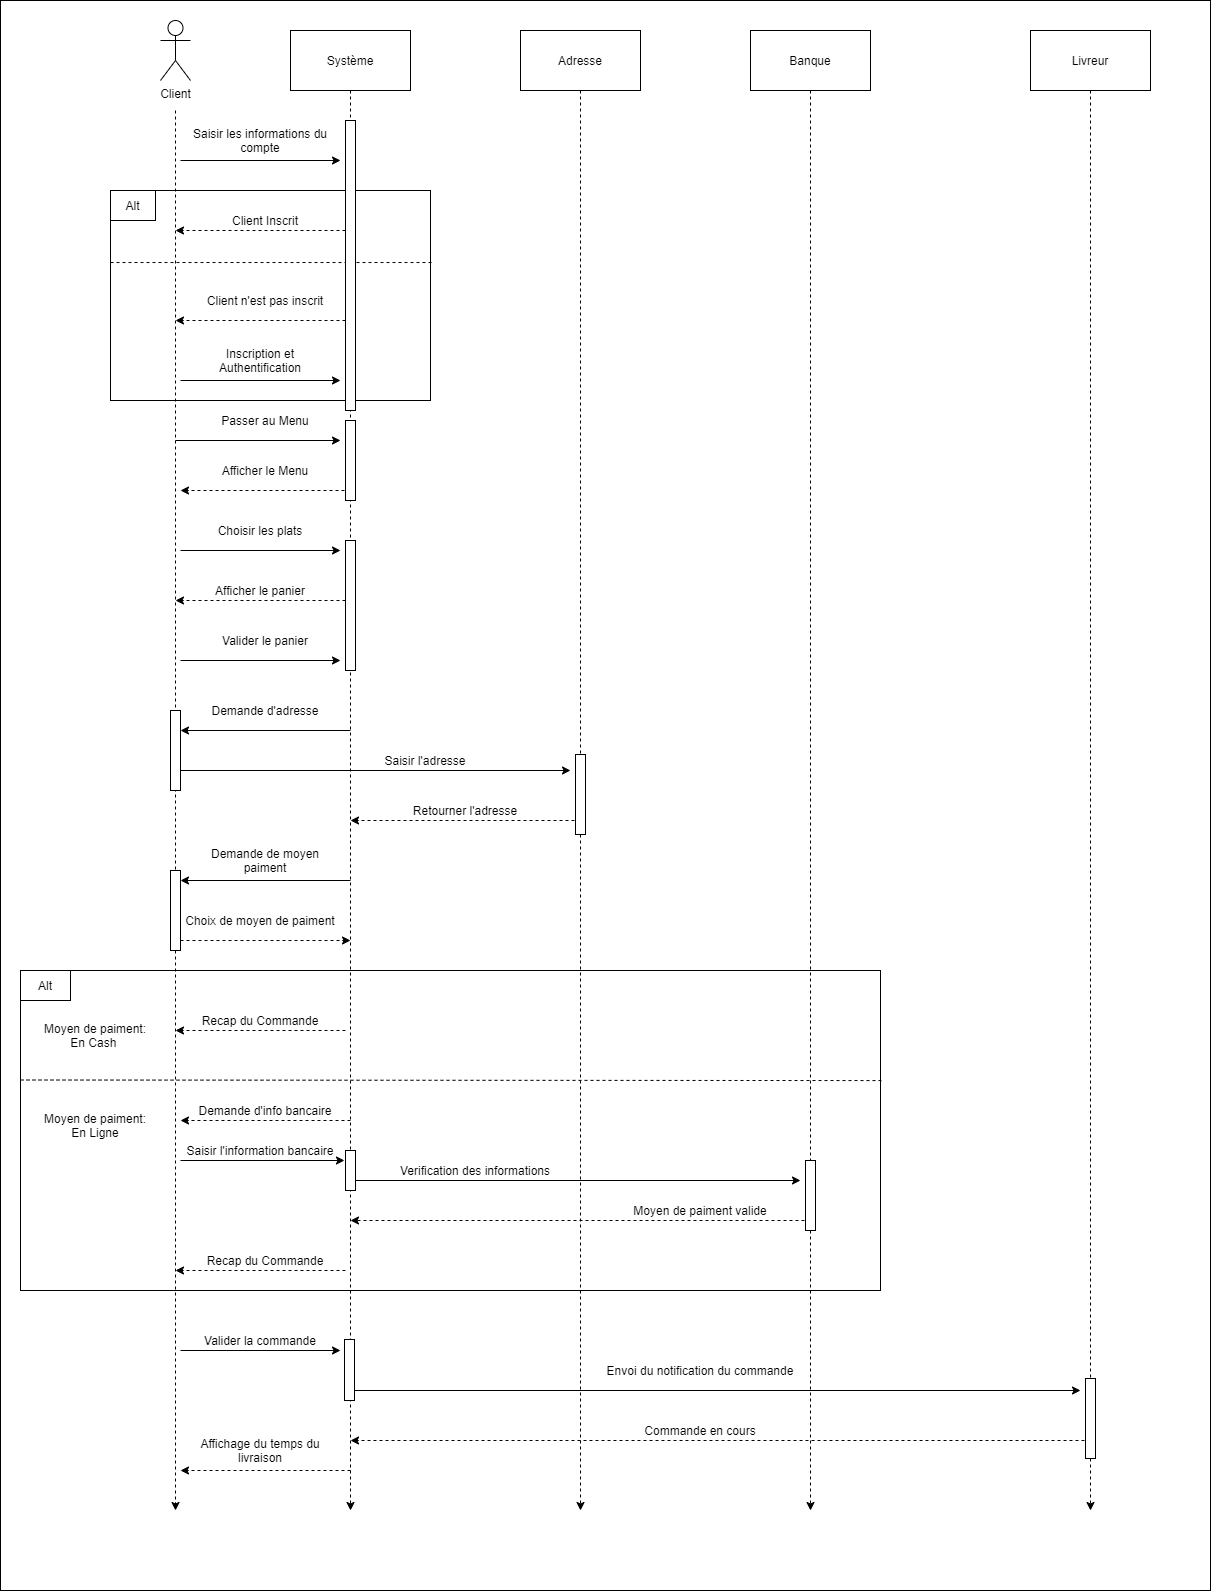 Client
Système
Adresse
Banque
Livreur
Saisir les informations du
compte
Alt
Client Inscrit
Client n'est pas inscrit
Inscription et
Authentification
Passer au Menu
Afficher le Menu
Choisir les plats
Afficher le panier
Valider le panier
Demande d'adresse
Saisir l'adresse
Retourner l'adresse
Demande de moyen
paiment
Choix de moyen de paiment
Alt
Moyen de paiment:
En Cash
Recap du Commande
Moyen de paiment:
En Ligne
Demande d'info bancaire
Saisir l'information bancaire
Verification des informations
Moyen de paiment valide
Recap du Commande
Valider la commande
Envoi du notification du commande
Commande en cours
Affichage du temps du
livraison